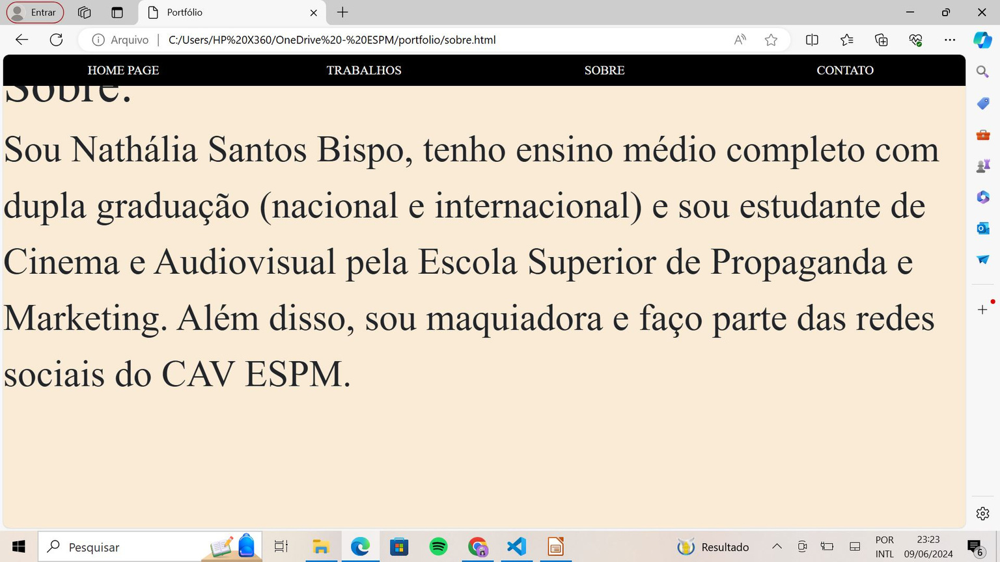 Entrar
Portfólio
Arquivo
C:/Users/HP%20X360/OneDrive%20-%20ESPM/portfolio/sobre.html
HOME PAGE
TRABALHOS
SOBRE
CONTATO
Sobre:
Sou Nathália Santos Bispo, tenho ensino médio completo com
dupla graduação (nacional e internacional) e sou estudante de
Cinema e Audiovisual pela Escola Superior de Propaganda e
Marketing. Além disso, sou maquiadora e faço parte das redes
sociais do CAV ESPM.
Pesquisar
Resultado
POR
INTL
23:23
09/06/2024
6